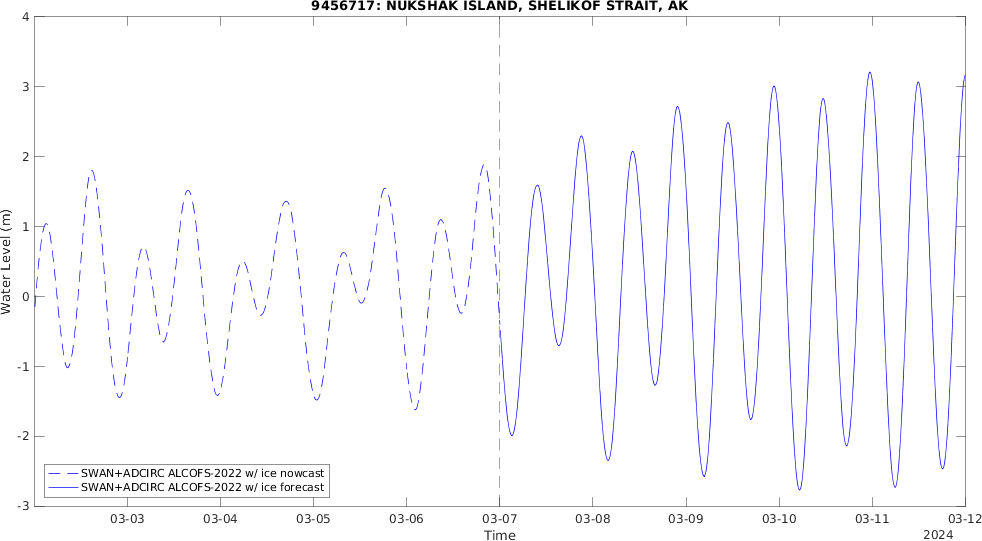 9456717: NUKSHAK ISLAND, SHELIKOF STRAIT, AK
4
3
2
1
0
-1
-2
-3
Water Level (m)
SWAN+ADCIRC ALCOFS-2022 w/ ice nowcast
SWAN+ADCIRC ALCOFS-2022 w/ ice forecast
03-03 03-04 03-05 03-06 03-07 03-08 03-09 03-10 03-11 03-12
Time
2024